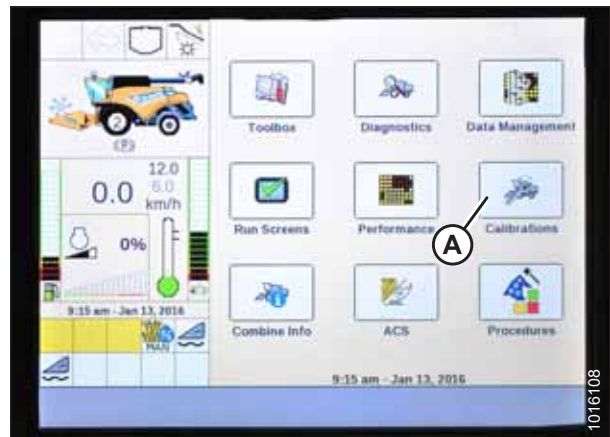 2
(P)
12.0
0.0
6.0
km/h
0%
9:15 am - Jan 13, 2016
MAN
Toolbox
Diagnostics
Data Management
Run Screens
Performance
Calibrations
A
Combine Info
ACS
Procedures
9:15 am - Jan 13, 2016
1016108